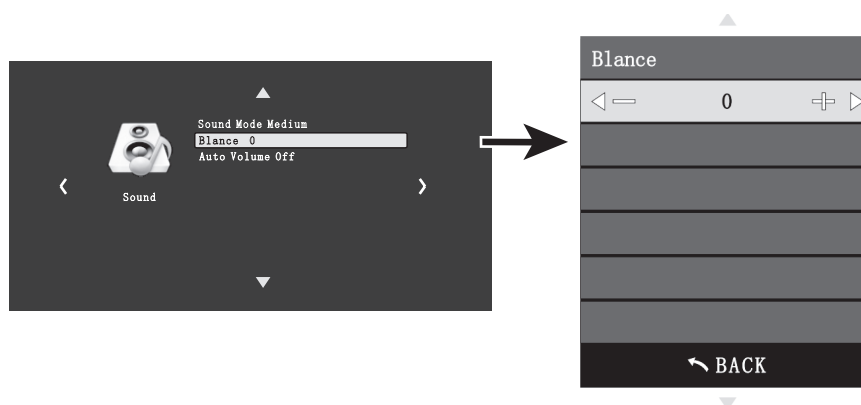 Sound Mode Medium
Blance 0
Auto Volume Off
Sound
Blance
0
BACK